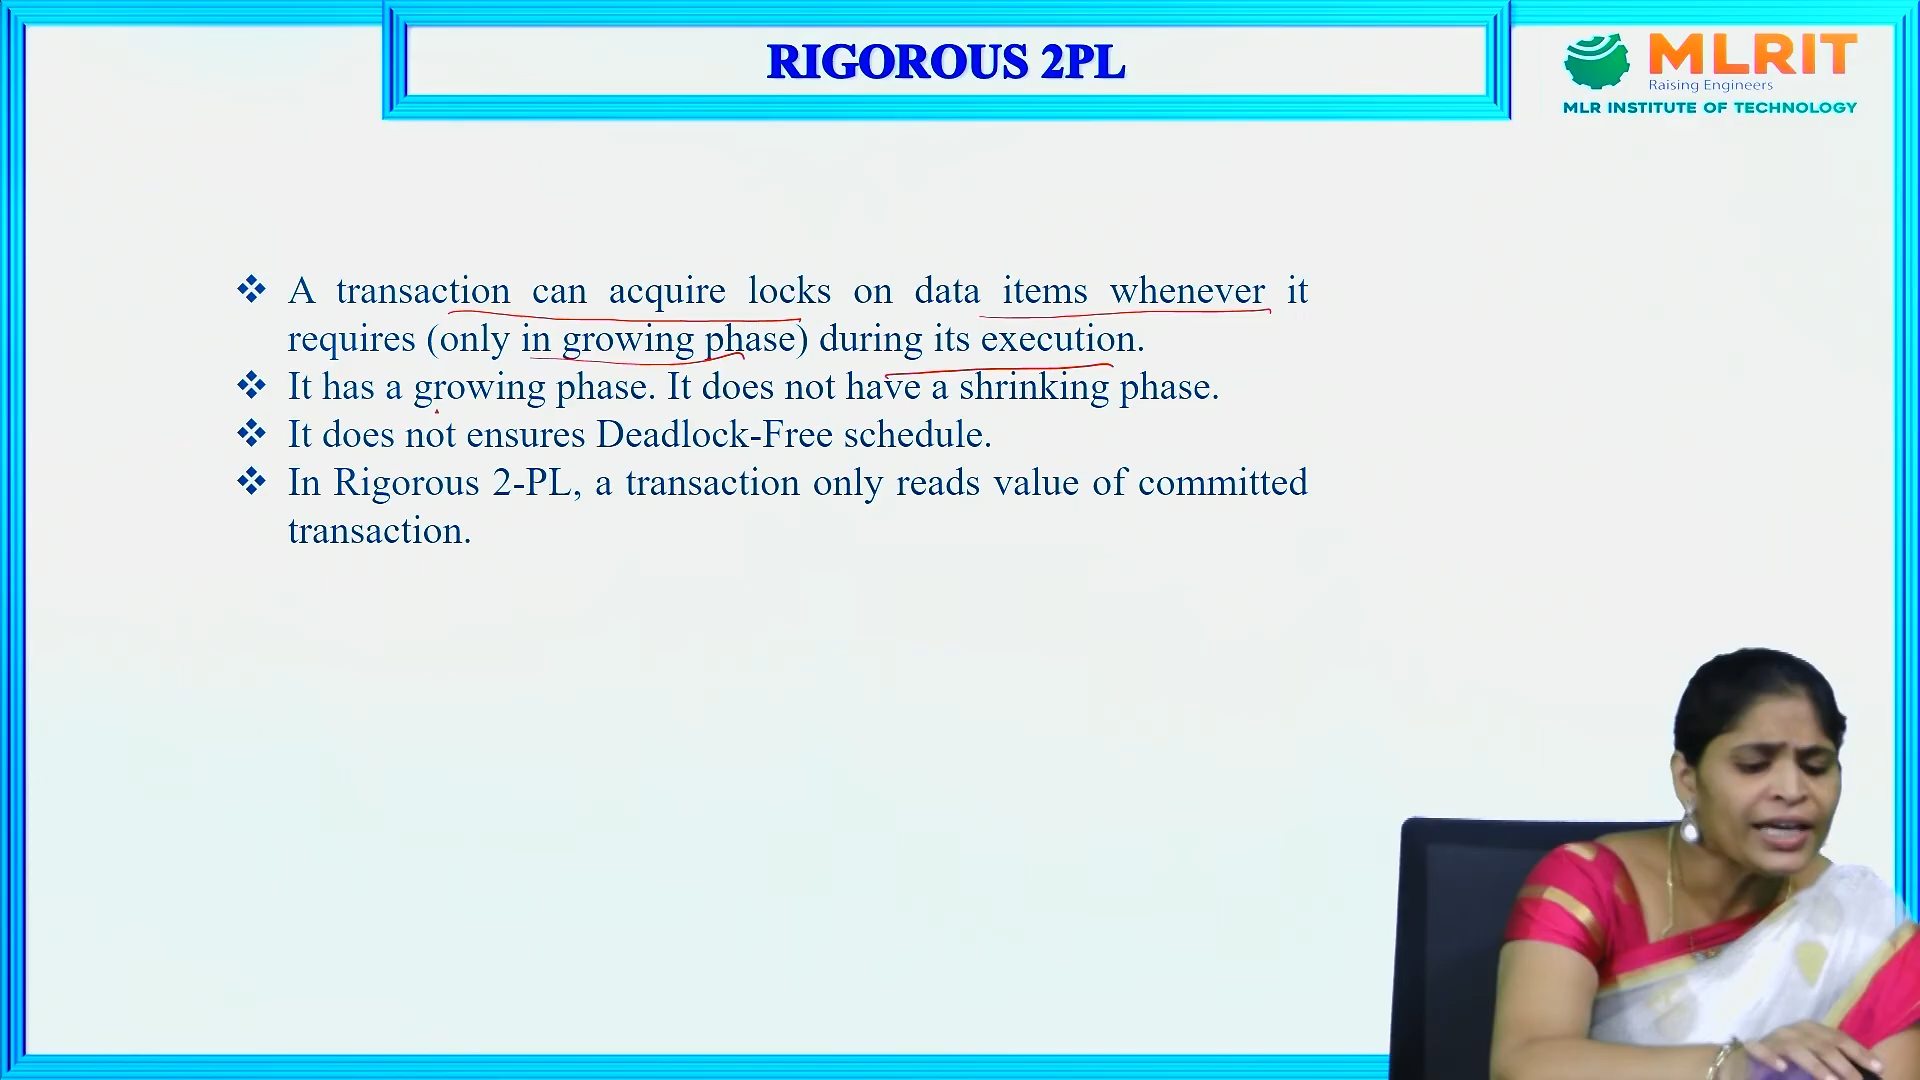 RIGOROUS 2PL
MLRIT
Raising Engineers
MLR INSTITUTE OF TECHNOLOGY
❖ A transaction can acquire locks on data items whenever it
requires (only in growing phase) during its execution.
❖ It has a growing phase. It does not have a shrinking phase.
❖ It does not ensures Deadlock-Free schedule.
❖ In Rigorous 2-PL, a transaction only reads value of committed
transaction.